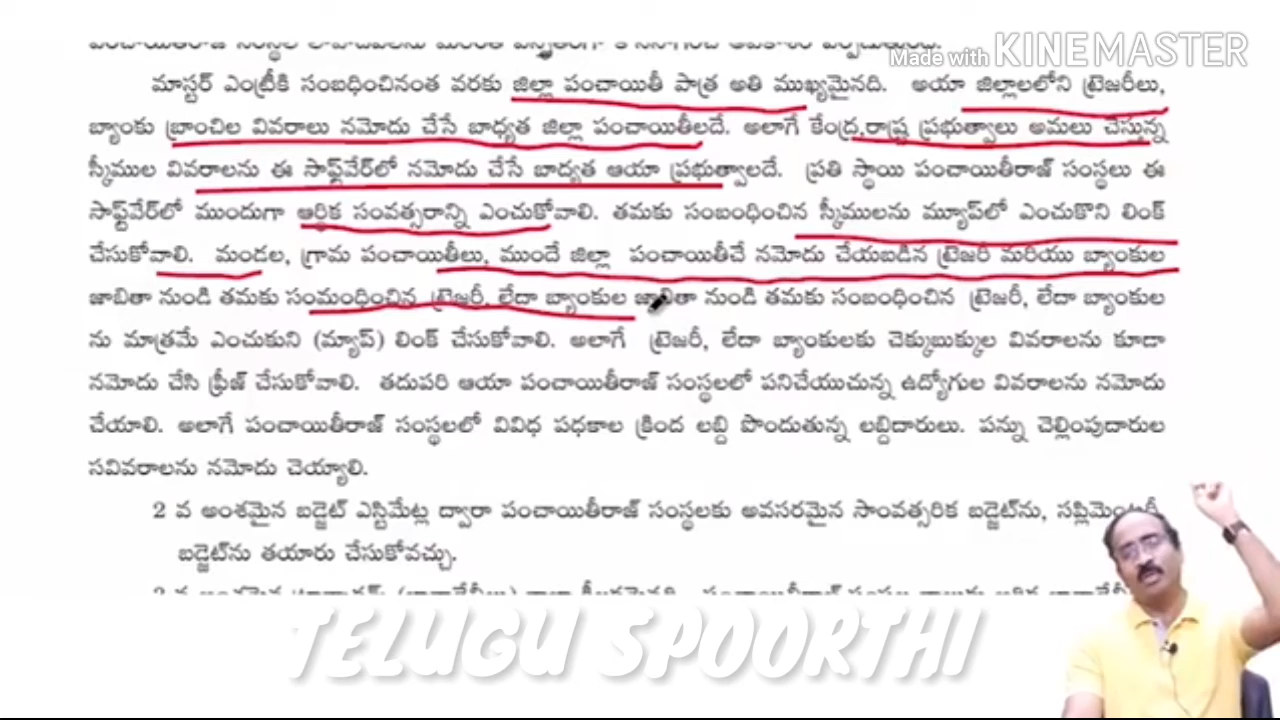 Made with KINEMASTER
మాస్టర్ ఎంట్రీకి సంబధించినంత వరకు జిల్లా పంచాయితీ పాత్ర అతి ముఖ్యమైనది. అయా జిల్లాలలోని ట్రెజరీలు,
బ్యాంకు బ్రాంచిల వివరాలు నమోదు చేసే బాధ్యత జిల్లా పంచాయితీలదే. అలాగే కేంద్ర,రాష్ట్ర ప్రభుత్వాలు అమలు చేస్తున్న
స్కీముల వివరాలను ఈ సాఫ్ట్‌వేర్‌లో నమోదు చేసే బాద్యత ఆయా ప్రభుత్వాలదే. ప్రతి స్థాయి పంచాయితీరాజ్ సంస్థలు ఈ
సాఫ్ట్‌వేర్‌లో ముందుగా ఆర్థిక సంవత్సరాన్ని ఎంచుకోవాలి. తమకు సంబంధించిన స్కీములను మ్యాప్‌లో ఎంచుకొని లింక్
చేసుకోవాలి. మండల, గ్రామ పంచాయితీలు, ముందే జిల్లా పంచాయితీచే నమోదు చేయబడిన ట్రెజరీ మరియు బ్యాంకుల
జాబితా నుండి తమకు సంమంధించిన ట్రెజరీ, లేదా బ్యాంకుల జాబితా నుండి తమకు సంబంధించిన ట్రెజరీ, లేదా బ్యాంకుల
ను మాత్రమే ఎంచుకుని (మ్యాప్) లింక్ చేసుకోవాలి. అలాగే ట్రెజరీ, లేదా బ్యాంకులకు చెక్కుబుక్కుల వివరాలను కూడా
నమోదు చేసి ఫ్రీజ్ చేసుకోవాలి. తదుపరి ఆయా పంచాయితీరాజ్ సంస్థలలో పనిచేయుచున్న ఉద్యోగుల వివరాలను నమోదు
చేయాలి. అలాగే పంచాయితీరాజ్ సంస్థలలో వివిధ పధకాల క్రింద లబ్ది పొందుతున్న లబ్దిదారులు. పన్ను చెల్లింపుదారుల
సవివరాలను నమోదు చెయ్యాలి.
2 వ అంశమైన బడ్జెట్ ఎస్టిమేట్ల ద్వారా పంచాయితీరాజ్ సంస్థలకు అవసరమైన సాంవత్సరిక బడ్జెట్‌ను,
బడ్జెట్‌ను తయారు చేసుకోవచ్చు.
TELUGU SPOORTHI